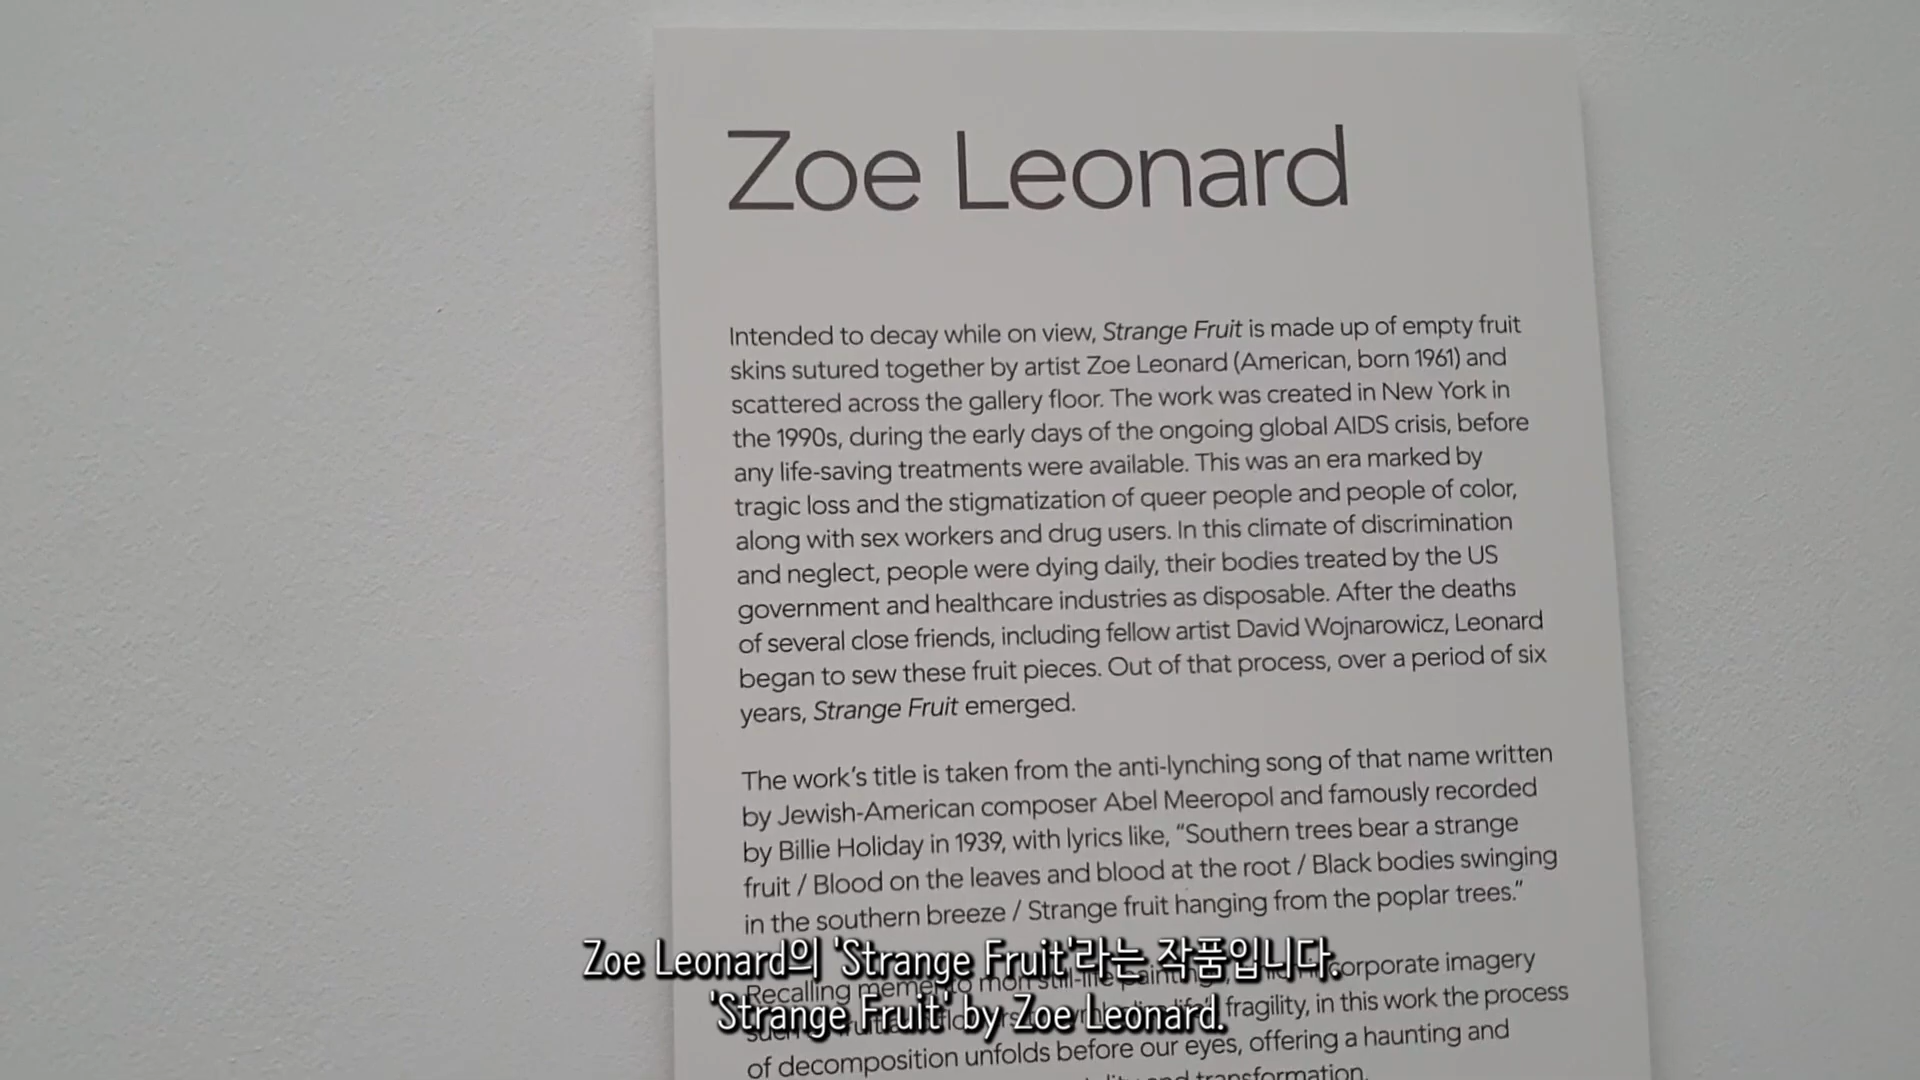 Zoe Leonard
Intended to decay while on view, Strange Fruit is made up of empty fruit
skins sutured together by artist Zoe Leonard (American, born 1961) and
scattered across the gallery floor. The work was created in New York in
the 1990s, during the early days of the ongoing global AIDS crisis, before
any life-saving treatments were available. This was an era marked by
tragic loss and the stigmatization of queer people and people of color,
along with sex workers and drug users. In this climate of discrimination
and neglect, people were dying daily, their bodies treated by the US
government and healthcare industries as disposable. After the deaths
of several close friends, including fellow artist David Wojnarowicz, Leonard
began to sew these fruit pieces. Out of that process, over a period of six
years, Strange Fruit emerged.
The work's title is taken from the anti-lynching song of that name written
by Jewish-American composer Abel Meeropol and famously recorded
by Billie Holiday in 1939, with lyrics like, “Southern trees bear a strange
fruit / Blood on the leaves and blood at the root / Black bodies swinging
in the southern breeze / Strange fruit hanging from the poplar trees.”
Recalling memento mori still-life corporate imagery
fragility, in this work the process
of decomposition unfolds before our eyes, offering a haunting and
transformation.
Zoe Leonard의 'Strange Fruit'라는 작품입니다.
'Strange Fruit' by Zoe Leonard.